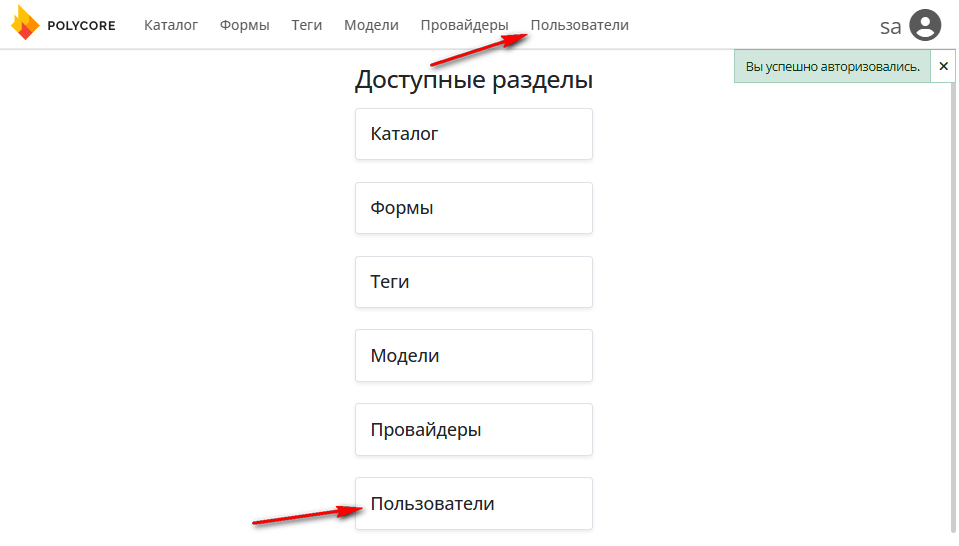 POLYCORE Каталог Формы Теги Модели Провайдеры Пользователи sa
Вы успешно авторизовались. ×
Доступные разделы
Каталог
Формы
Теги
Модели
Провайдеры
Пользователи